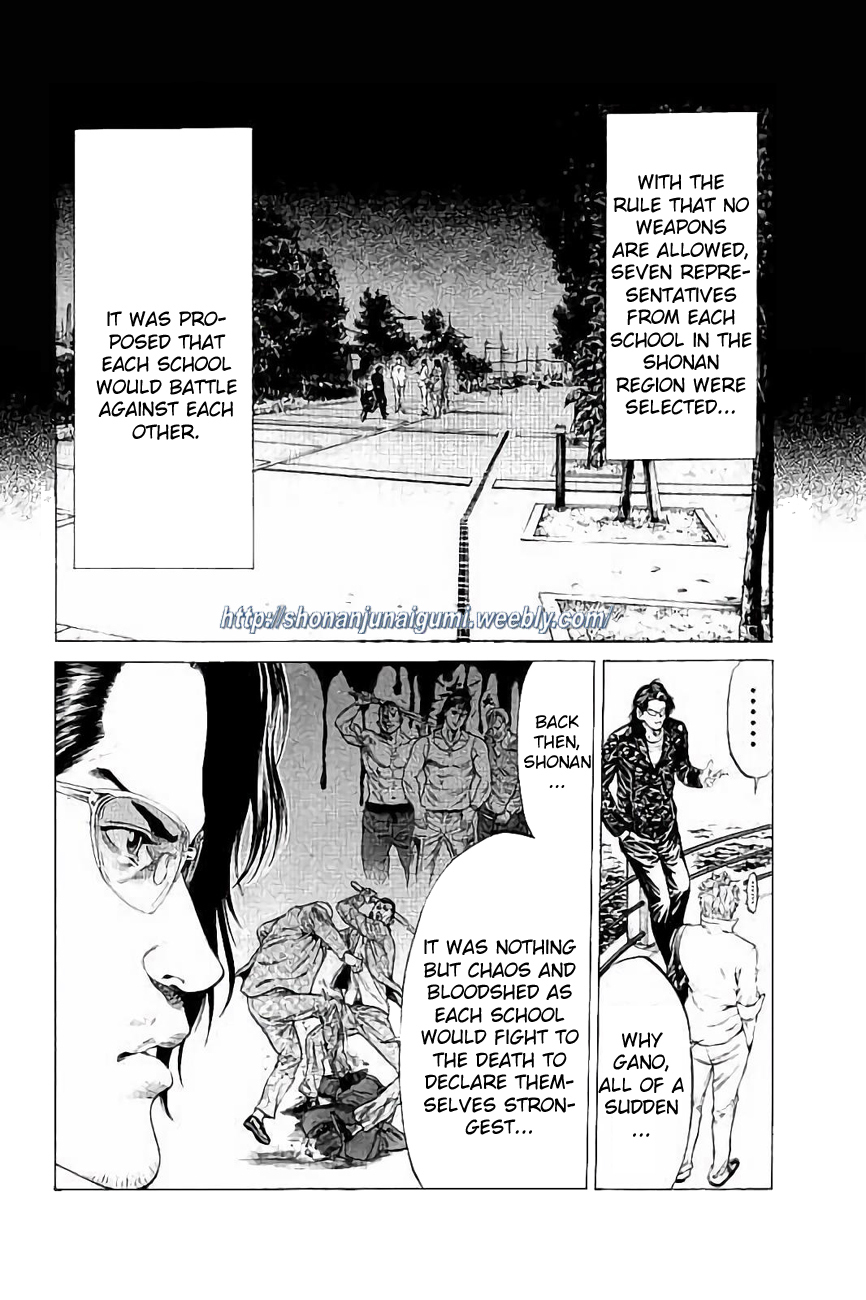 WITH THE
RULE THAT NO
WEAPONS
ARE ALLOWED,
SEVEN REPRE-
SENTATIVES
FROM EACH
SCHOOL IN THE
SHONAN
REGION WERE
SELECTED...
IT WAS PRO-
POSED THAT
EACH SCHOOL
WOULD BATTLE
AGAINST EACH
OTHER.
http://shonanjunaigumi.weebly.com/
......
.....
WHY
GANO,
ALL OF A
SUDDEN
...
BACK
THEN,
SHONAN
...
IT WAS NOTHING
BUT CHAOS AND
BLOODSHED AS
EACH SCHOOL
WOULD FIGHT TO
THE DEATH TO
DECLARE THEM-
SELVES STRON-
GEST...